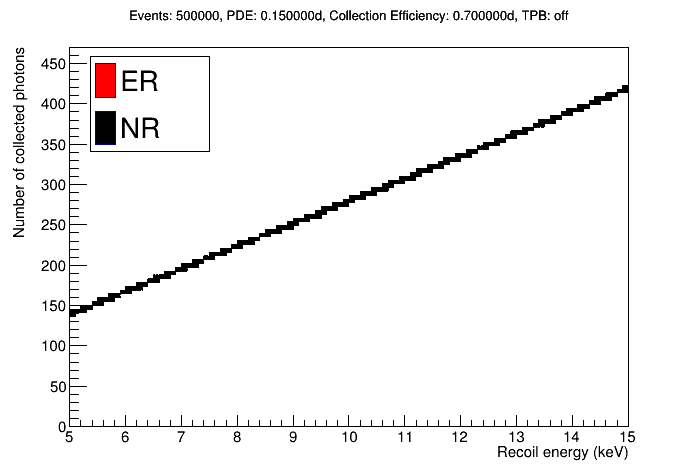 Events: 500000, PDE: 0.150000d, Collection Efficiency: 0.700000d, TPB: off
Number of collected photons
450
400
350
300
250
200
150
100
50
0
ER
NR
5 6 7 8 9 10 11 12 13 14 15
Recoil energy (keV)